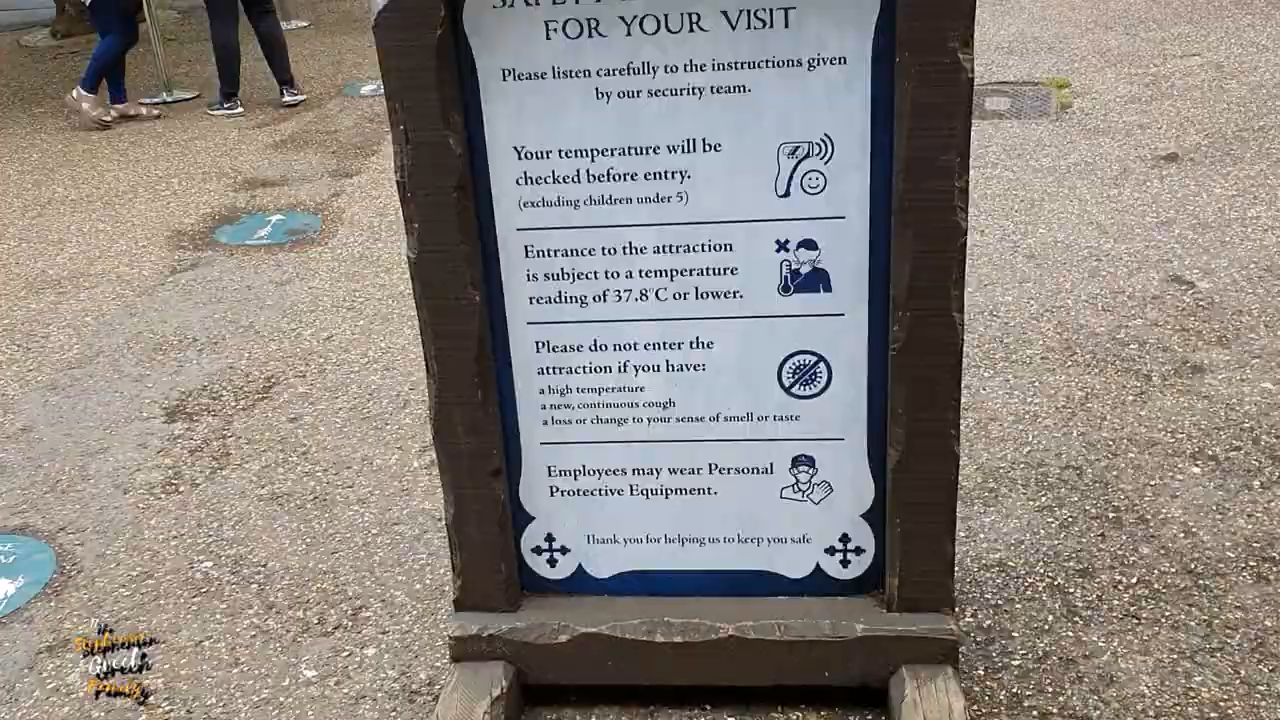 FOR YOUR VISIT
Please listen carefully to the instructions given
by our security team.
Your temperature will be
checked before entry.
(excluding children under 5)
Entrance to the attraction
is subject to a temperature
reading of 37.8°C or lower.
Please do not enter the
attraction if you have:
a high temperature
a new, continuous cough
a loss or change to your sense of smell or taste
Employees may wear Personal
Protective Equipment.
Thank you for helping us to keep you safe